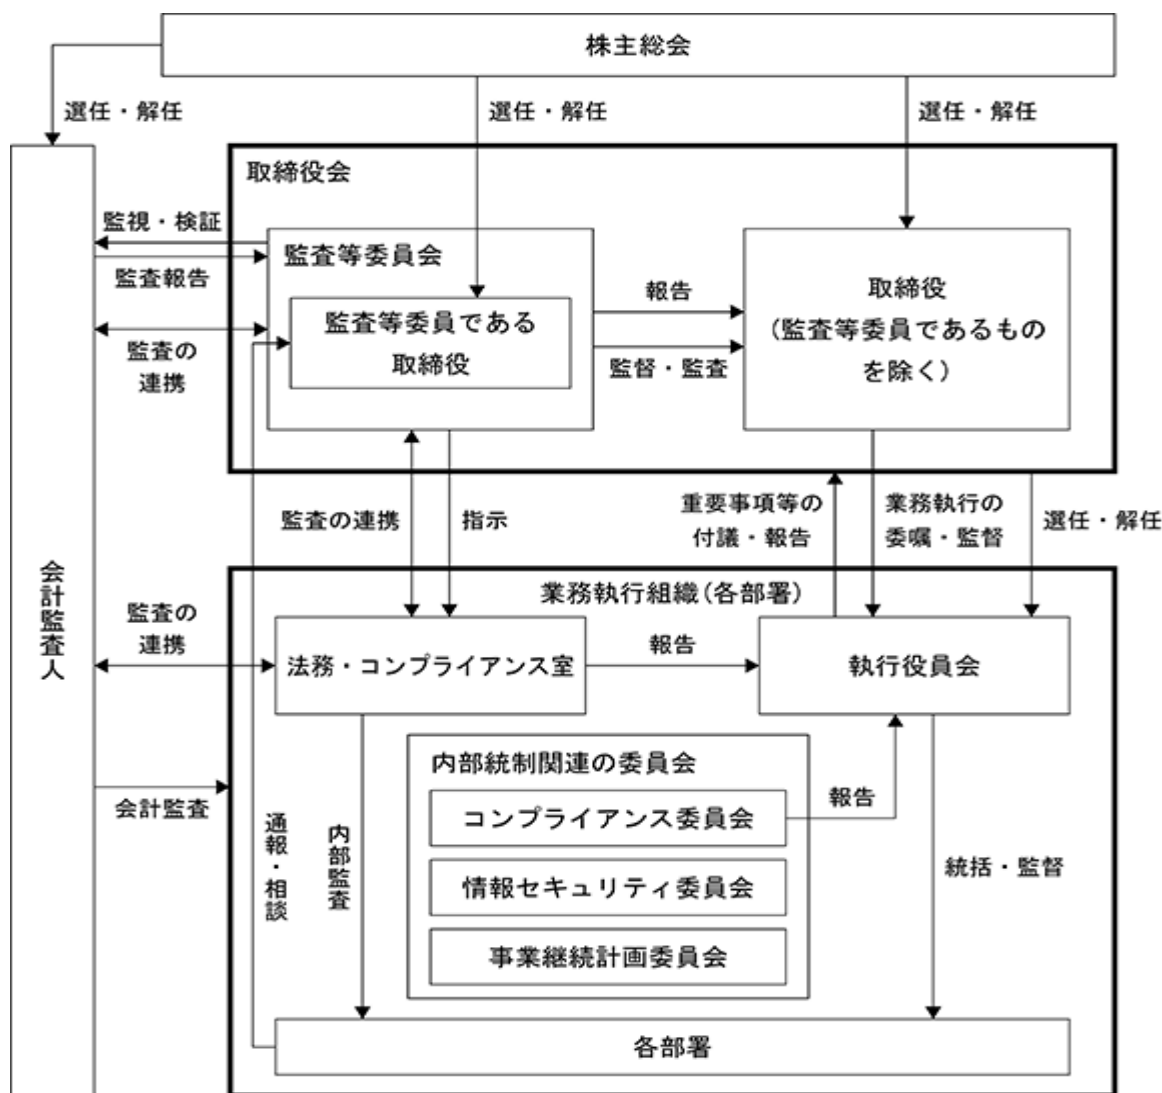 株主総会
選任・解任
選任・解任
選任・解任
取締役会
監視・検証
監査報告
監査の
連携
監査等委員会
監査等委員である
取締役
報告
監督・監査
取締役
(監査等委員であるもの
を除く)
監査の連携
指示
重要事項等の
付議・報告
業務執行の
委嘱・監督
選任・解任
会計監査人
業務執行組織(各部署)
監査の
連携
法務・コンプライアンス室
報告
執行役員会
会計監査
内部統制関連の委員会
コンプライアンス委員会
報告
情報セキュリティ委員会
事業継続計画委員会
通報・相談
内部監査
統括・監督
各部署